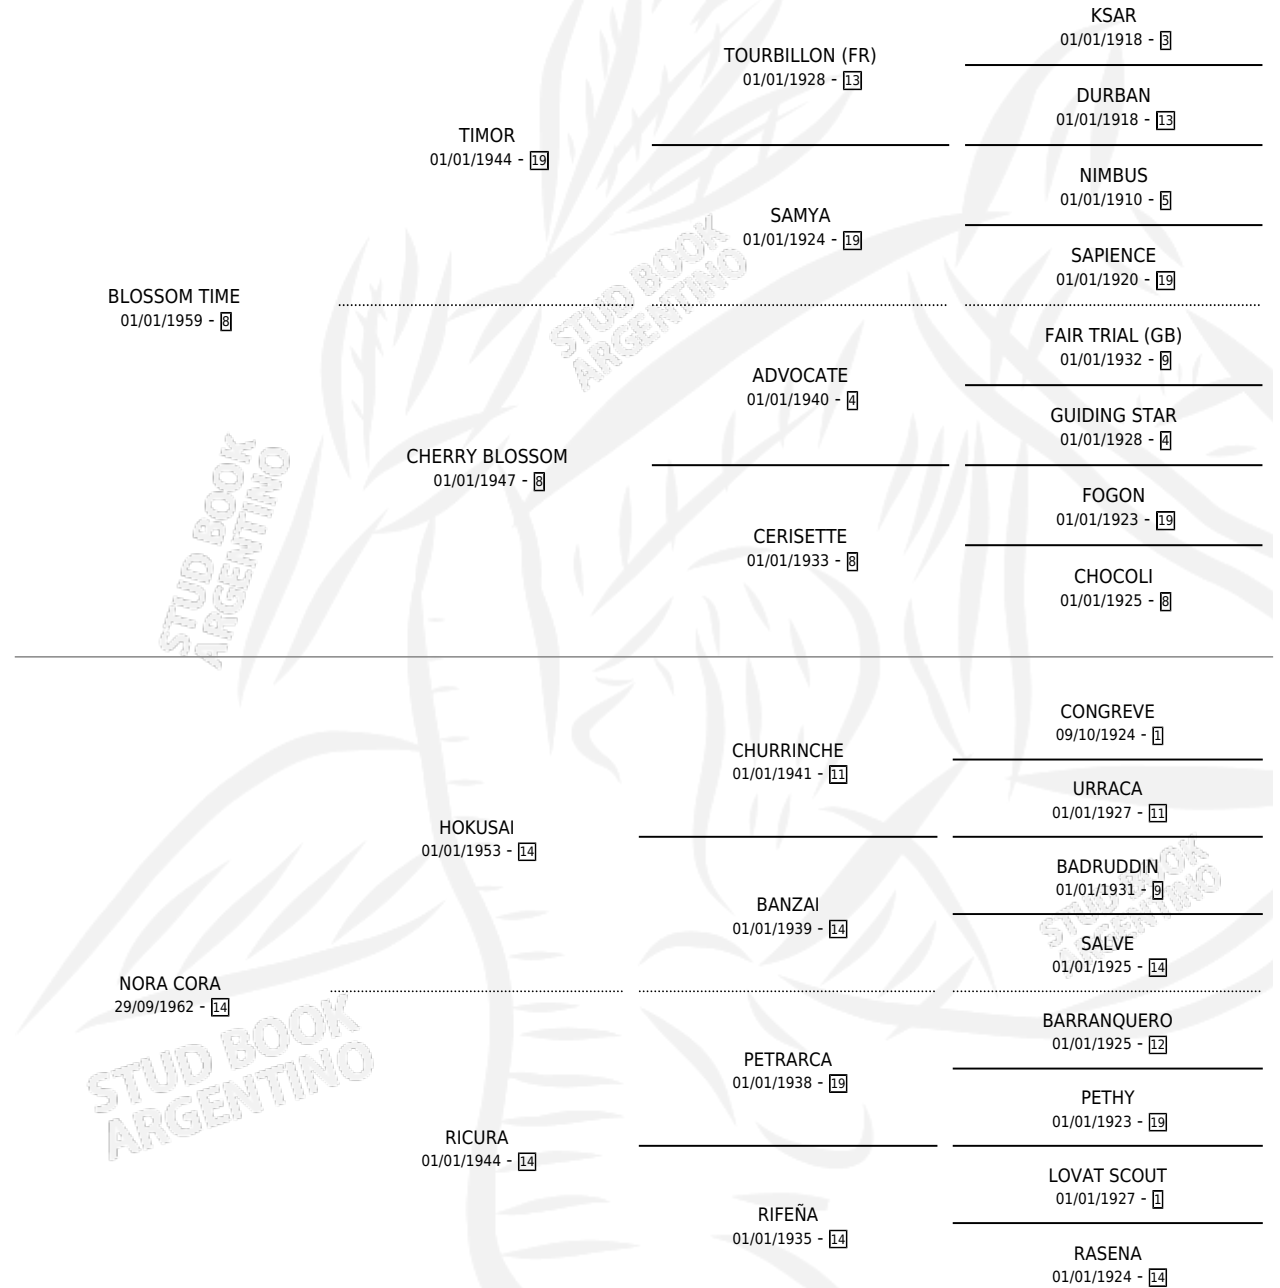 KSAR
01/01/1918 - 3
TOURBILLON (FR)
01/01/1928 - 13
DURBAN
01/01/1918 - 13
TIMOR
01/01/1944 - 19
NIMBUS
01/01/1910 - 5
SAMYA
01/01/1924 - 19
SAPIENCE
01/01/1920 - 19
BLOSSOM TIME
01/01/1959 - 8
FAIR TRIAL (GB)
01/01/1932 - 9
ADVOCATE
01/01/1940 - 4
GUIDING STAR
01/01/1928 - 4
CHERRY BLOSSOM
01/01/1947 - 8
FOGON
01/01/1923 - 19
CERISETTE
01/01/1933 - 8
CHOCOLI
01/01/1925 - 8
CONGREVE
09/10/1924 - 1
CHURRINCHE
01/01/1941 - 11
URRACA
01/01/1927 - 11
HOKUSAI
01/01/1953 - 14
BADRUDDIN
01/01/1931 - 9
BANZAI
01/01/1939 - 14
SALVE
01/01/1925 - 14
NORA CORA
29/09/1962 - 14
BARRANQUERO
01/01/1925 - 12
PETRARCA
01/01/1938 - 19
PETHY
01/01/1923 - 19
RICURA
01/01/1944 - 14
LOVAT SCOUT
01/01/1927 - 1
RIFEÑA
01/01/1935 - 14
RASENA
01/01/1924 - 14
STUD BOOK
ARGENTINO
STUD BOOK
ARGENTINO
STUD BOOK
ARGENTINO
STUD BOOK
ARGENTINO